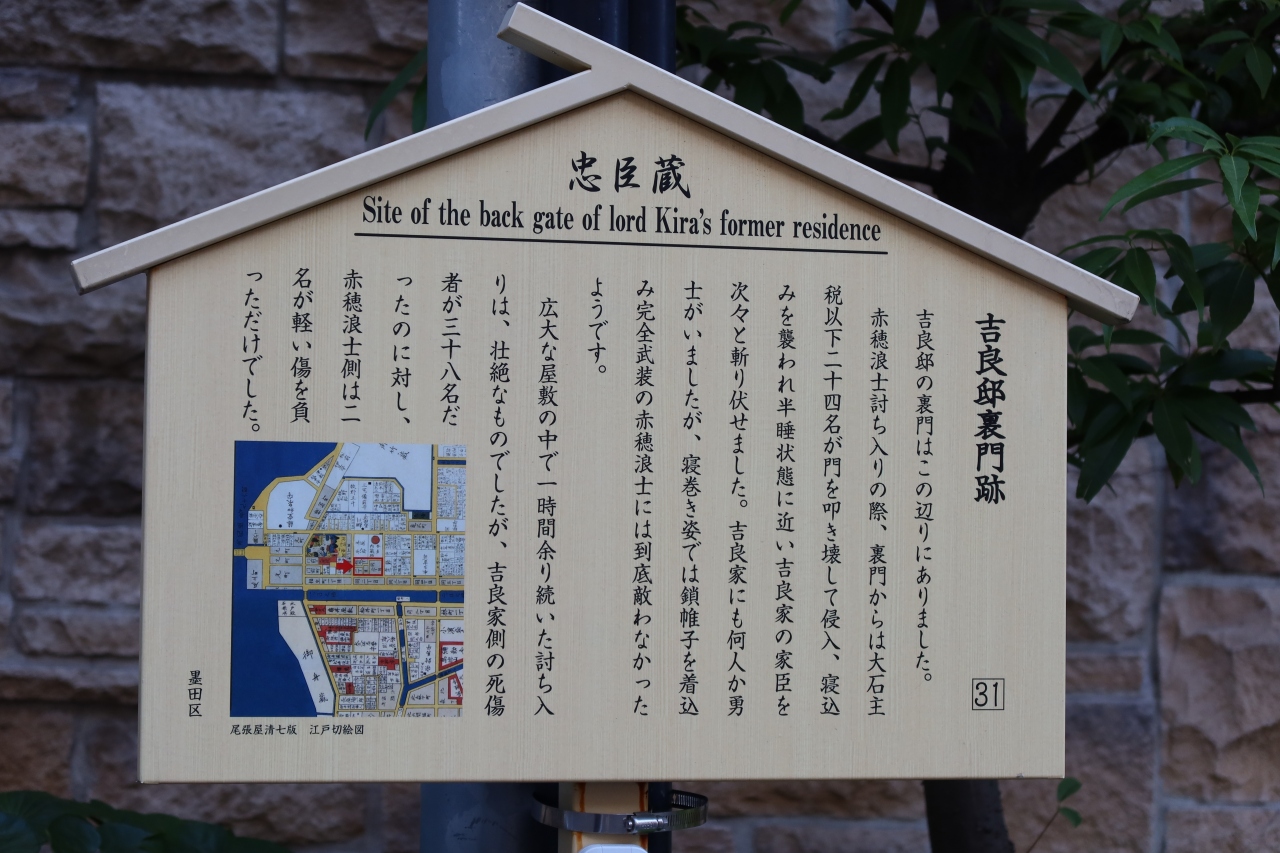 忠臣蔵
Site of the back gate of lord Kira's former residence
吉良邸裏門跡
31
吉良邸の裏門はこの辺りにありました。
赤穂浪士討ち入りの際、裏門からは大石主
税以下二十四名が門を叩き壊して侵入、寝込
みを襲われ半睡状態に近い吉良家の家臣を
次々と斬り伏せました。吉良家にも何人か勇
士がいましたが、寝巻き姿では鎖帷子を着込
み完全武装の赤穂浪士には到底敵わなかった
ようです。
広大な屋敷の中で一時間余り続いた討ち入
りは、壮絶なものでしたが、吉良家側の死傷
者が三十八名だ
ったのに対し、
赤穂浪士側は二
名が軽い傷を負
っただけでした。
尾張屋清七版 江戸切絵図
墨田区